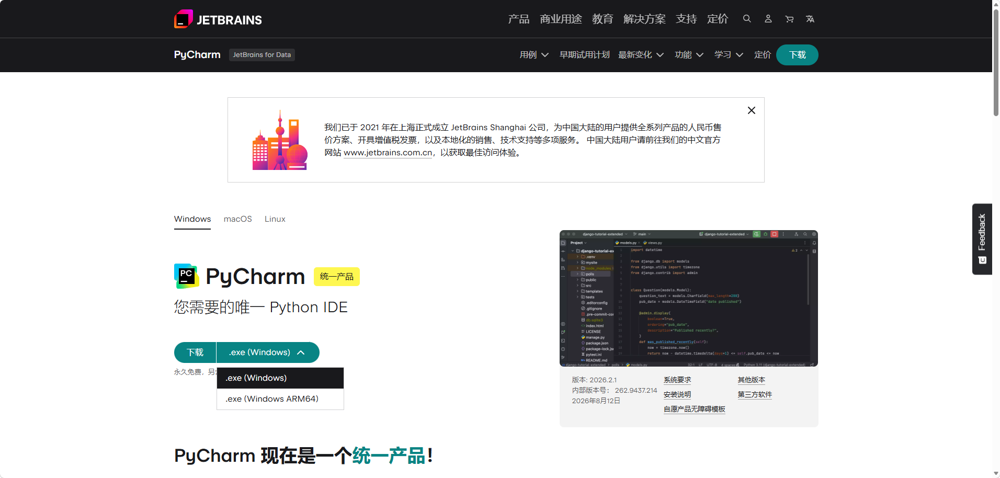 JETBRAINS
产品 商业用途 教育 解决方案 支持 定价
PyCharm JetBrains for Data
用例 早期试用计划 最新变化 功能 学习 定价 下载
我们已于 2021 年在上海正式成立 JetBrains Shanghai 公司，为中国大陆的用户提供全系列产品的人民币售
价方案、开具增值税发票，以及本地化的销售、技术支持等多项服务。 中国大陆用户请前往我们的中文官方
网站 www.jetbrains.com.cn，以获取最佳访问体验。
Feedback
Windows macOS Linux
PC PyCharm 统一产品
您需要的唯一 Python IDE
下载 .exe (Windows)
永久免费，另
.exe (Windows)
.exe (Windows ARM64)
django-tutorial-extended main django-tutorial-extended
Project models.py views.py
django-tutorial-ex
.venv
mysite
node_modules
polls
public
src
templates
tests
.editorconfig
.gitignore
.pre-commit-cor
db.sqlite3
index.html
LICENSE
manage.py
package.json
package-lock.js
pytest.ini
README.md
2
import datetime
from django.db import models
from django.utils import timezone
from django.contrib import admin
class Question(models.Model):
question_text = models.CharField(max_length=200)
pub_date = models.DateTimeField("date published")
@admin.display(
boolean=True,
ordering="pub_date",
description="Published recently?",
)
def was_published_recently(self):
now = timezone.now()
return now - datetime.timedelta(days=1) <= self.pub_date <= now
django-tutorial-extended > polls > models.py 32:1 LF UTF-8 4 spaces Python 3.11 (django-tutorial-extended)
版本: 2026.2.1
内部版本号： 262.9437.214
2026年8月12日
系统要求
安装说明
自愿产品无障碍模板
其他版本
第三方软件
PyCharm 现在是一个统一产品！